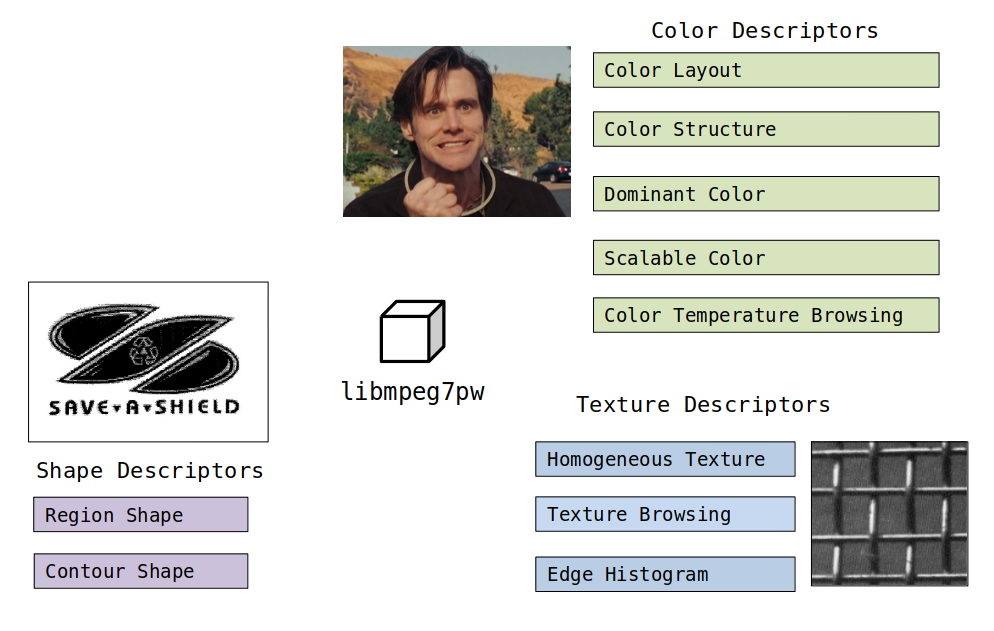 Color Descriptors
Color Layout
Color Structure
Dominant Color
Scalable Color
Color Temperature Browsing
SAVE▾A▾SHIELD
libmpeg7pw
Shape Descriptors
Region Shape
Contour Shape
Texture Descriptors
Homogeneous Texture
Texture Browsing
Edge Histogram